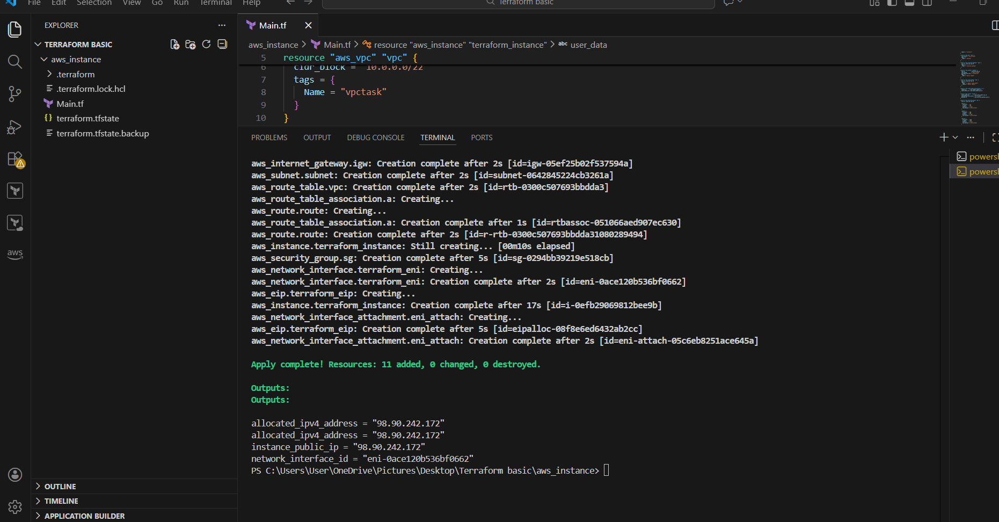 File Edit Selection View Go Run Terminal Help
Terraform basic
EXPLORER
TERRAFORM BASIC
aws_instance
.terraform
.terraform.lock.hcl
Main.tf
terraform.tfstate
terraform.tfstate.backup
aws
OUTLINE
TIMELINE
APPLICATION BUILDER
Main.tf
aws_instance > Main.tf > resource "aws_instance" "terraform_instance" > abc user_data
5 resource "aws_vpc" "vpc" {
6 cidr_block = "10.0.0.0/22
7 tags = {
8 Name = "vpctask"
9 }
10 }
PROBLEMS OUTPUT DEBUG CONSOLE TERMINAL PORTS
powersh
powersh
aws_internet_gateway.igw: Creation complete after 2s [id=igw-05ef25b02f537594a]
aws_subnet.subnet: Creation complete after 2s [id=subnet-0642845224cb3261a]
aws_route_table.vpc: Creation complete after 2s [id=rtb-0300c507693bbdda3]
aws_route_table_association.a: Creating...
aws_route.route: Creating...
aws_route_table_association.a: Creation complete after 1s [id=rtbassoc-051066aed907ec630]
aws_route.route: Creation complete after 2s [id=r-rtb-0300c507693bbdda31080289494]
aws_instance.terraform_instance: Still creating... [00m10s elapsed]
aws_security_group.sg: Creation complete after 5s [id=sg-0294bb39219e518cb]
aws_network_interface.terraform_eni: Creating...
aws_network_interface.terraform_eni: Creation complete after 2s [id=eni-0ace120b536bf0662]
aws_eip.terraform_eip: Creating...
aws_instance.terraform_instance: Creation complete after 17s [id=i-0efb29069812bee9b]
aws_network_interface_attachment.eni_attach: Creating...
aws_eip.terraform_eip: Creation complete after 5s [id=eipalloc-08f8e6ed6432ab2cc]
aws_network_interface_attachment.eni_attach: Creation complete after 2s [id=eni-attach-05c6eb8251ace645a]
Apply complete! Resources: 11 added, 0 changed, 0 destroyed.
Outputs:
Outputs:
allocated_ipv4_address = "98.90.242.172"
allocated_ipv4_address = "98.90.242.172"
instance_public_ip = "98.90.242.172"
network_interface_id = "eni-0ace120b536bf0662"
PS C:\Users\User\OneDrive\Pictures\Desktop\Terraform basic\aws_instance>